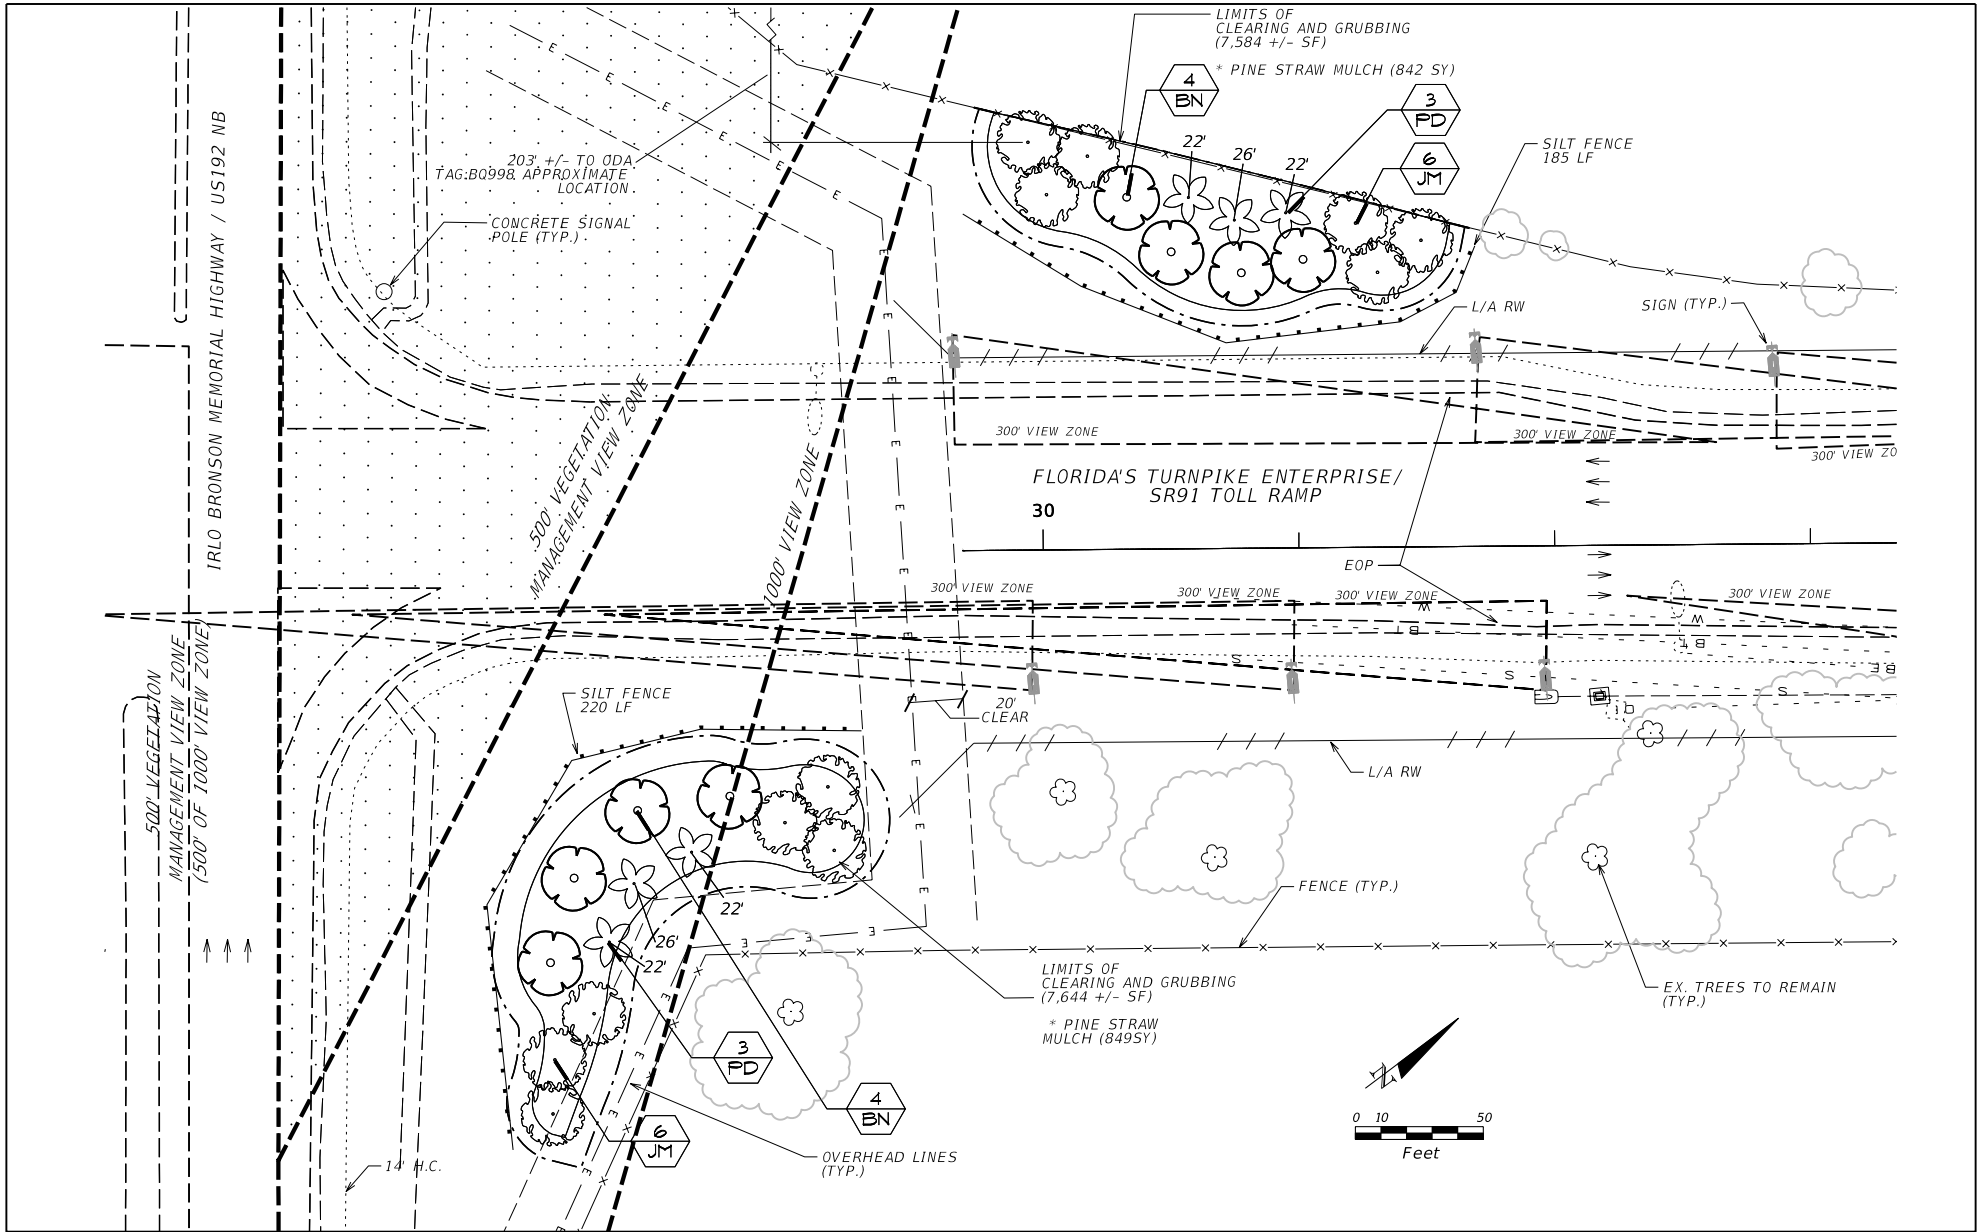 LIMITS OF
CLEARING AND GRUBBING
(7,584 +/- SF)
* PINE STRAW MULCH (842 SY)
4
BN
3
PD
6
JM
22'
26'
22'
SILT FENCE
185 LF
203' +/- TO ODA
TAG:BQ998 APPROXIMATE
LOCATION
CONCRETE SIGNAL
POLE (TYP.)
IRLO BRONSON MEMORIAL HIGHWAY / US192 NB
E
E
E
E
E
E
L/A RW
SIGN (TYP.)
300' VIEW ZONE
300' VIEW ZONE
300' VIEW ZO
500' VEGETATION
MANAGEMENT VIEW ZONE
1000' VIEW ZONE
FLORIDA'S TURNPIKE ENTERPRISE/
SR91 TOLL RAMP
30
EOP
300' VIEW ZONE
300' VIEW ZONE
300' VIEW ZONE
300' VIEW ZONE
W
W
BT
BT
BE
S
S
S
500' VEGETATION
MANAGEMENT VIEW ZONE
(500' OF 1000' VIEW ZONE)
SILT FENCE
220 LF
20'
CLEAR
L/A RW
FENCE (TYP.)
22'
26'
22'
LIMITS OF
CLEARING AND GRUBBING
(7,644 +/- SF)
* PINE STRAW
MULCH (849SY)
EX. TREES TO REMAIN
(TYP.)
3
PD
4
BN
6
JM
OVERHEAD LINES
(TYP.)
14' H.C.
N
0 10 50
Feet